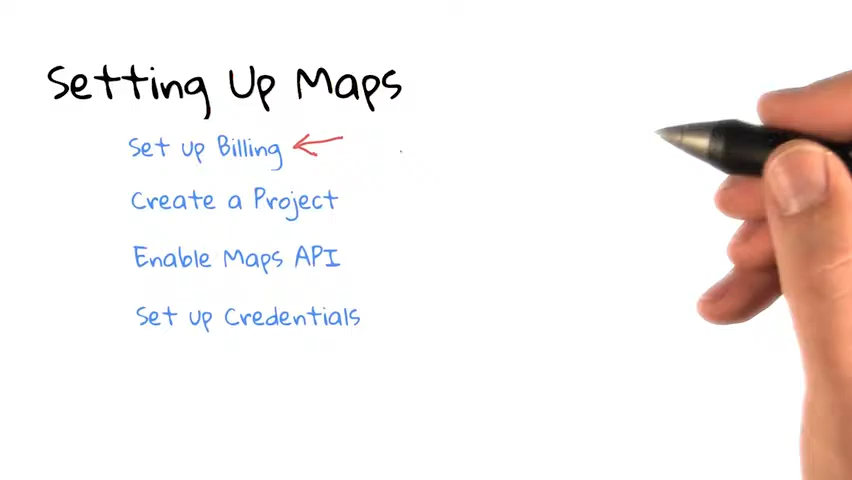 Setting Up Maps
Set up Billing
Create a Project
Enable Maps API
Set up Credentials